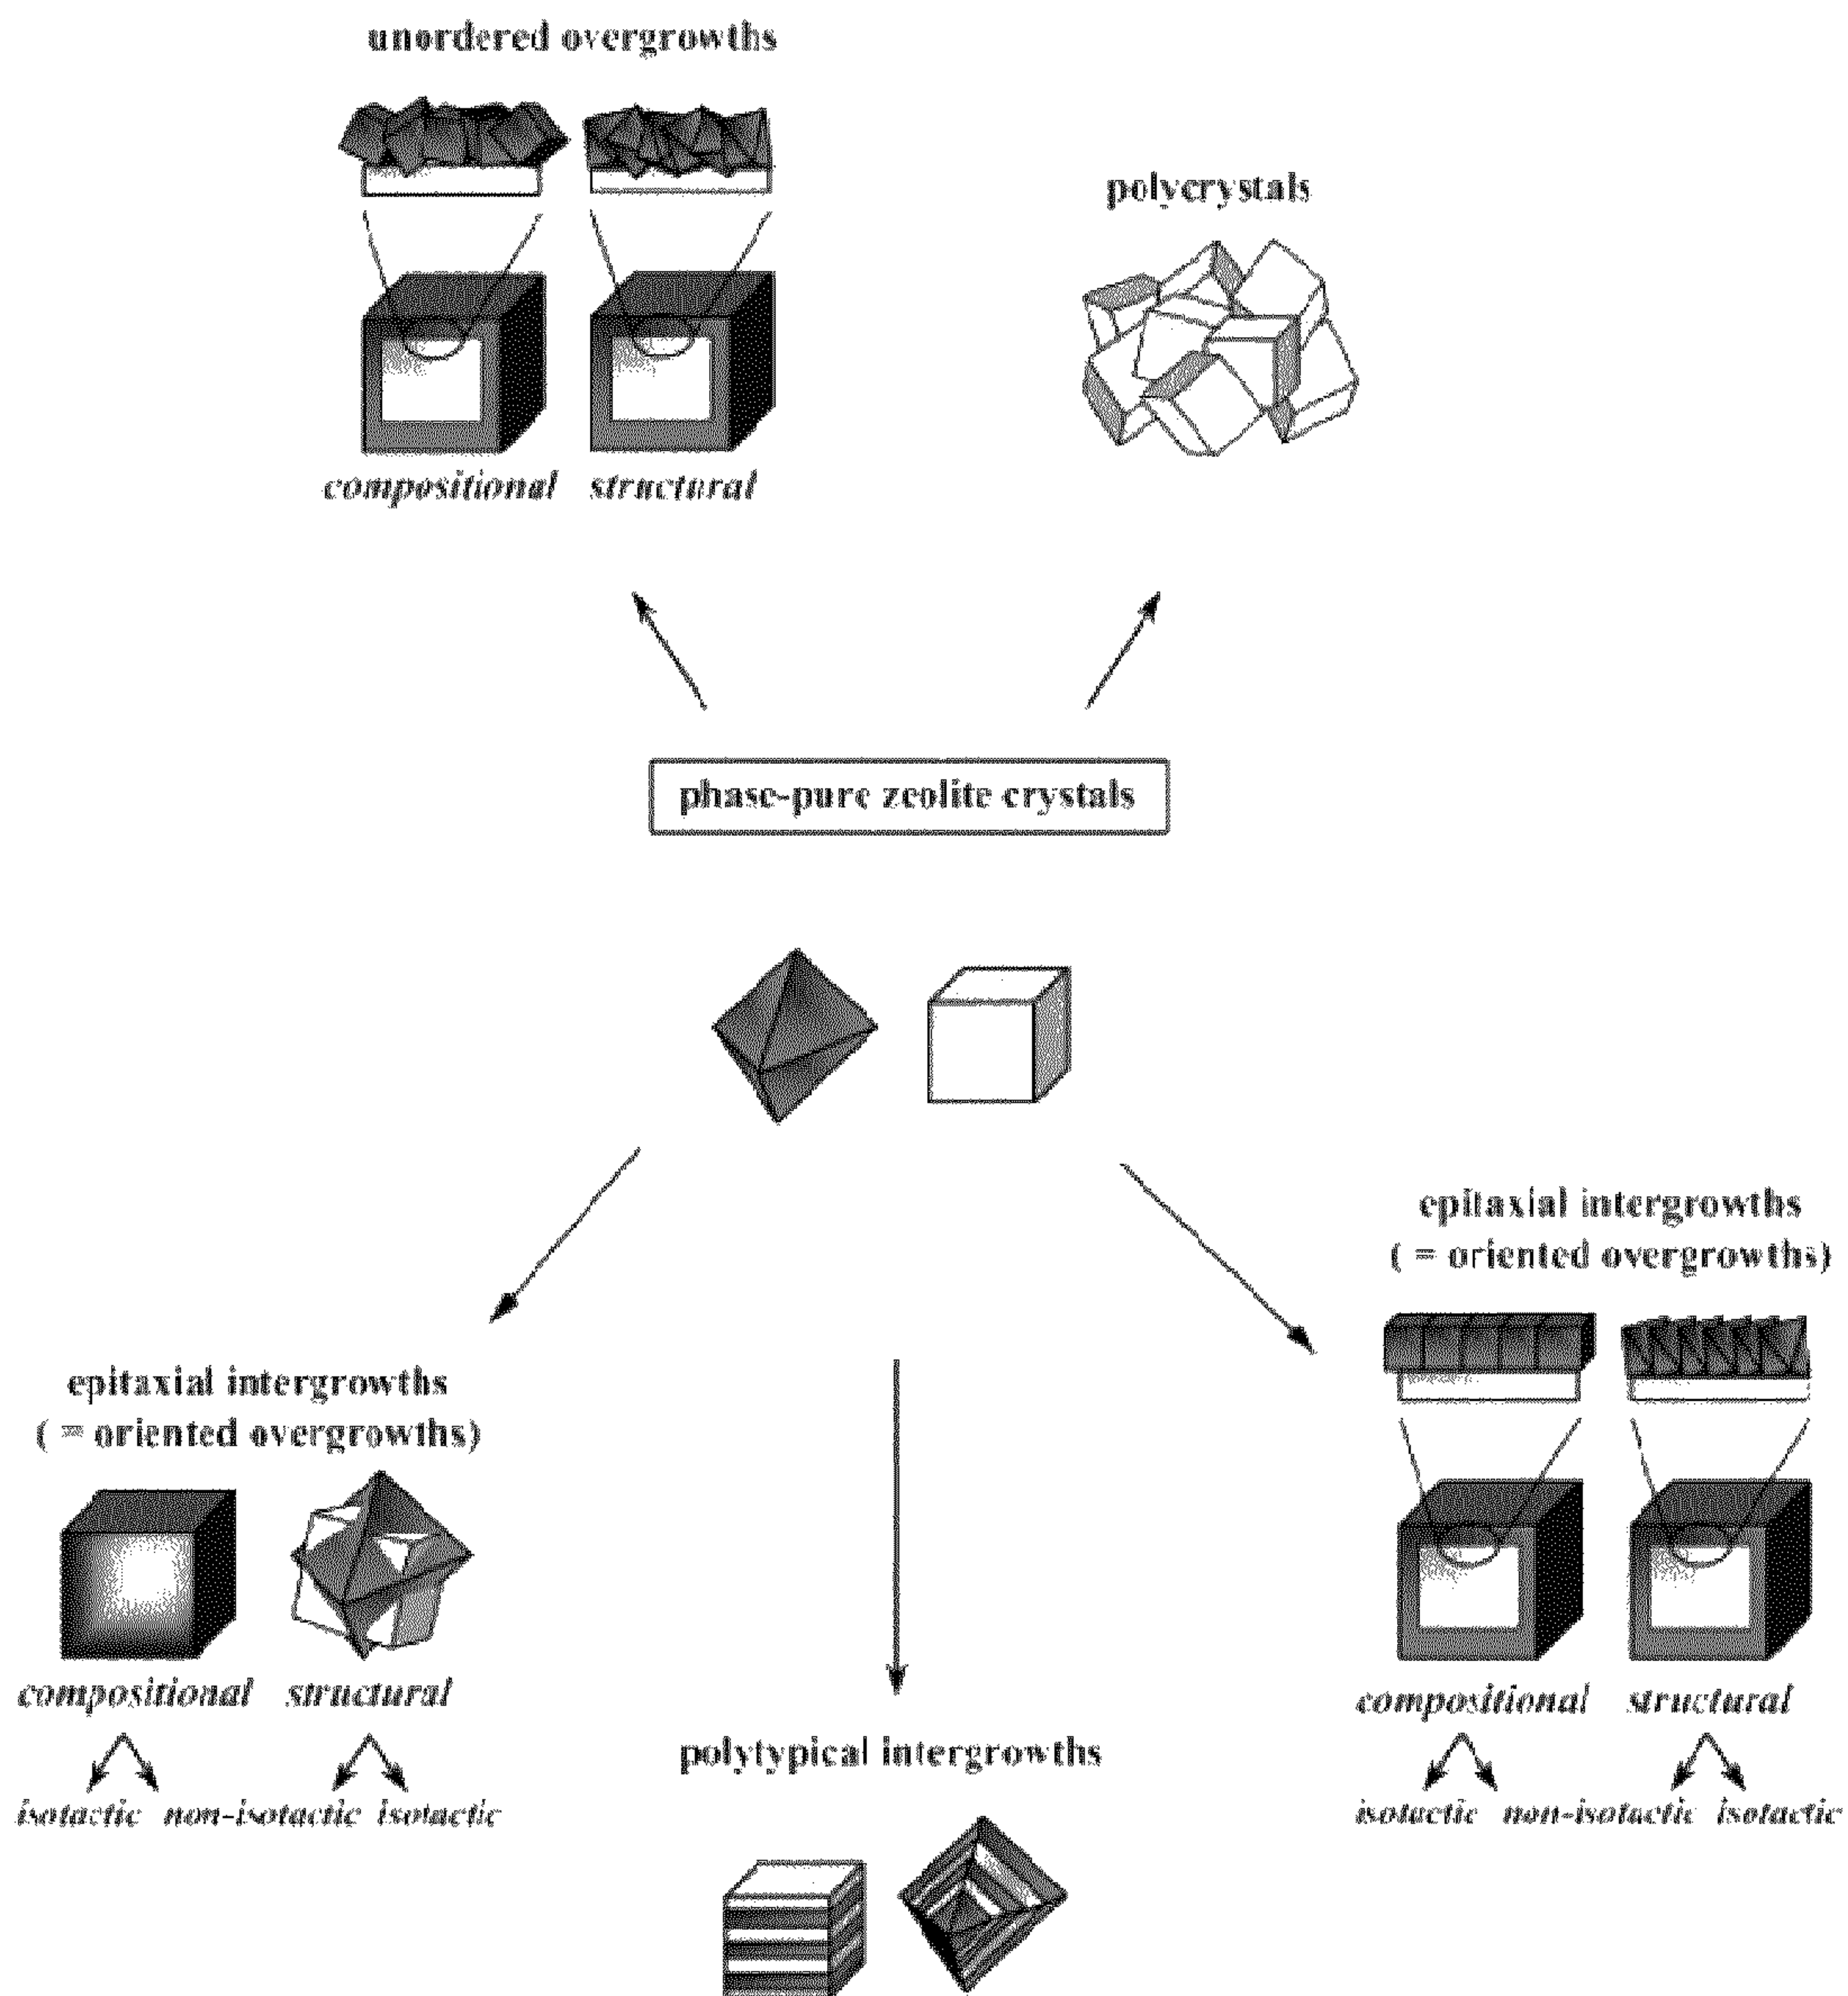 unordered overgrowths
compositional structural
polycrystals
phase-pure zeolite crystals
epitaxial intergrowths
( = oriented overgrowths)
compositional structural
isotactic non-isotactic isotactic
polytypical intergrowths
epitaxial intergrowths
( = oriented overgrowths)
compositional structural
isotactic non-isotactic isotactic